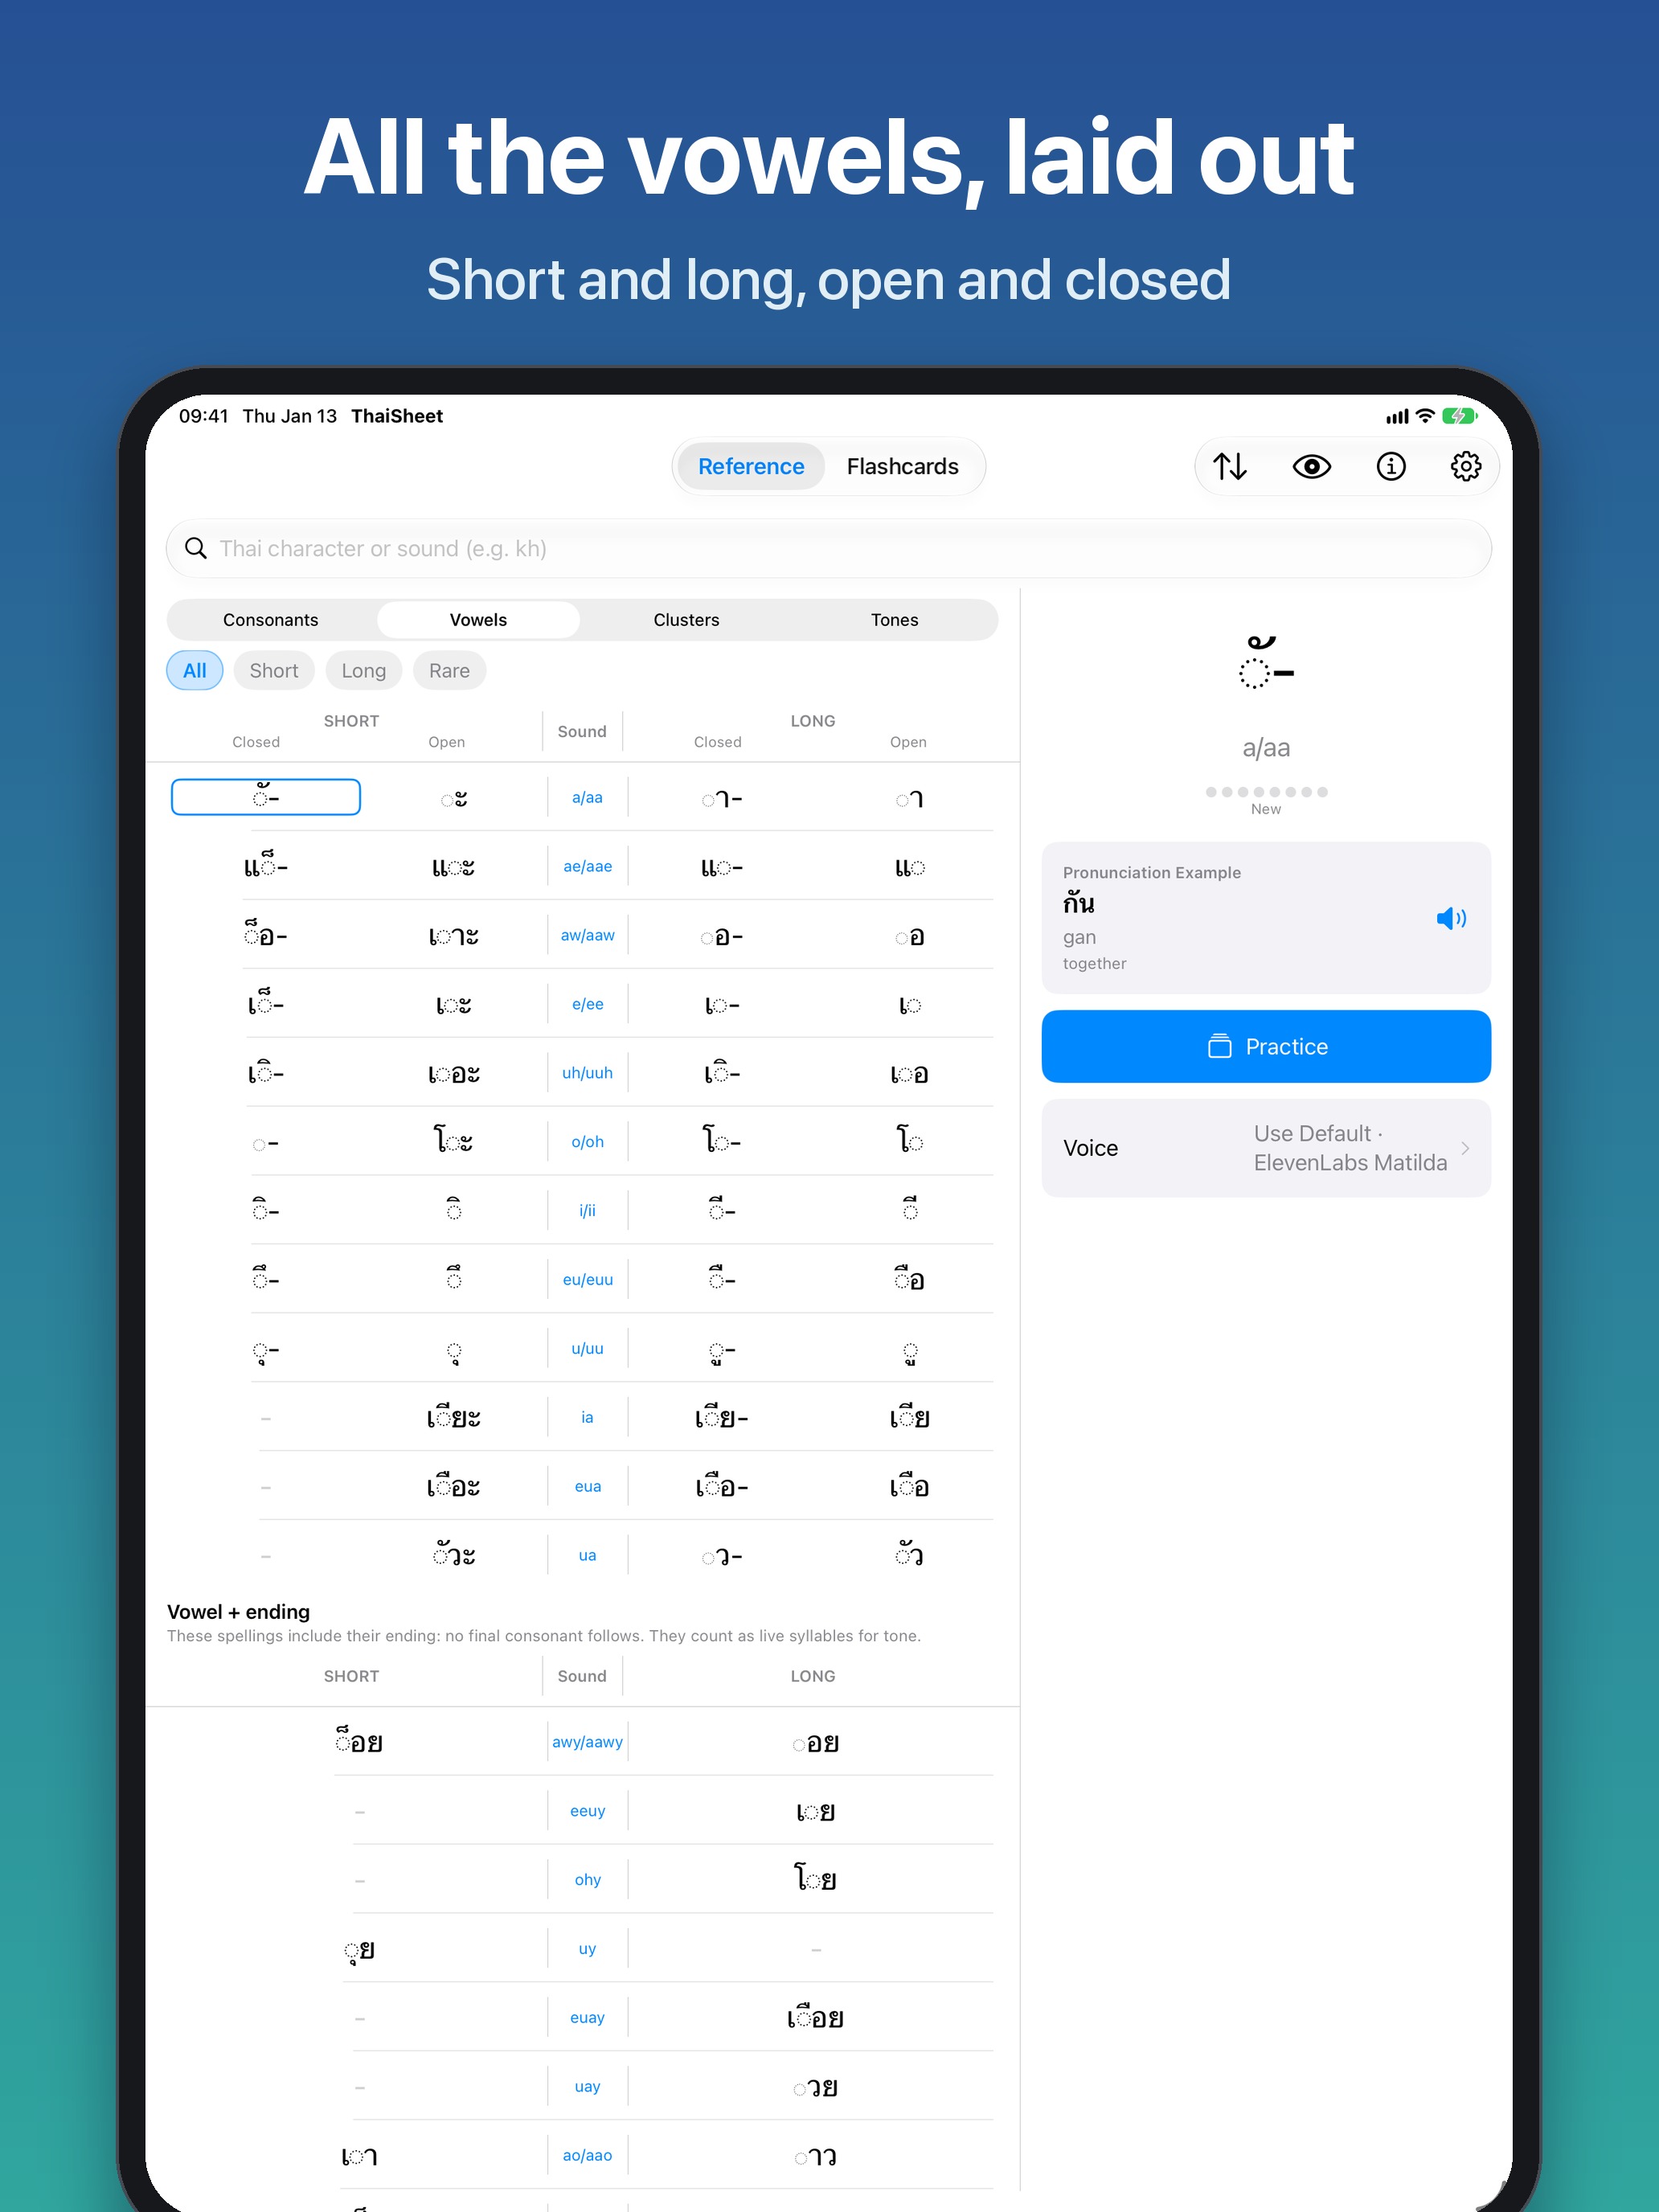 All the vowels, laid out
Short and long, open and closed
09:41 Thu Jan 13 ThaiSheet
Reference Flashcards
Thai character or sound (e.g. kh)
Consonants Vowels Clusters Tones
All Short Long Rare
SHORT Sound LONG
Closed Open Closed Open
◌ั- ◌ะ a/aa ◌า- ◌า
แ◌็- แ◌ะ ae/aae แ◌- แ◌
◌็อ- เ◌าะ aw/aaw ◌อ- ◌อ
เ◌็- เ◌ะ e/ee เ◌- เ◌
เ◌ิ- เ◌อะ uh/uuh เ◌ิ- เ◌อ
◌- โ◌ะ o/oh โ◌- โ◌
◌ิ- ◌ิ i/ii ◌ี- ◌ี
◌ึ- ◌ึ eu/euu ◌ื- ◌ือ
◌ุ- ◌ุ u/uu ◌ู- ◌ู
- เ◌ียะ ia เ◌ีย- เ◌ีย
- เ◌ือะ eua เ◌ือ- เ◌ือ
- ◌ัวะ ua ◌ว- ◌ัว
Vowel + ending
These spellings include their ending: no final consonant follows. They count as live syllables for tone.
SHORT Sound LONG
◌็อย awy/aawy ◌อย
- eeuy เ◌ย
- ohy โ◌ย
◌ุย uy -
- euay เ◌ือย
- uay ◌วย
เ◌า ao/aao ◌าว
◌ั-
a/aa
New
Pronunciation Example
กัน
gan
together
Practice
Voice
Use Default ·
ElevenLabs Matilda